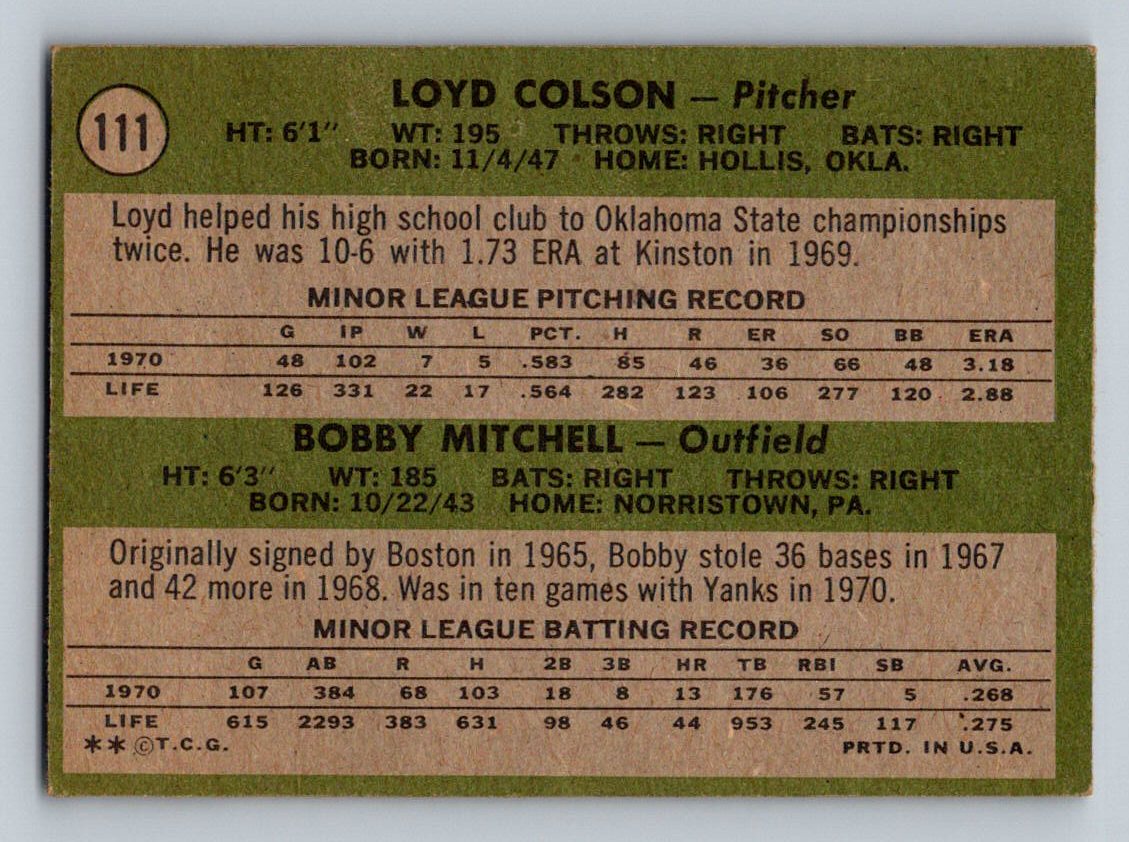 111
LOYD COLSON — Pitcher
HT: 6'1" WT: 195 THROWS: RIGHT BATS: RIGHT
BORN: 11/4/47 HOME: HOLLIS, OKLA.
Loyd helped his high school club to Oklahoma State championships
twice. He was 10-6 with 1.73 ERA at Kinston in 1969.
MINOR LEAGUE PITCHING RECORD
G IP W L PCT. H R ER SO BB ERA
1970 48 102 7 5 .583 85 46 36 66 48 3.18
LIFE 126 331 22 17 .564 282 123 106 277 120 2.88
BOBBY MITCHELL — Outfield
HT: 6'3" WT: 185 BATS: RIGHT THROWS: RIGHT
BORN: 10/22/43 HOME: NORRISTOWN, PA.
Originally signed by Boston in 1965, Bobby stole 36 bases in 1967
and 42 more in 1968. Was in ten games with Yanks in 1970.
MINOR LEAGUE BATTING RECORD
G AB R H 2B 3B HR TB RBI SB AVG.
1970 107 384 68 103 18 8 13 176 57 5 .268
LIFE 615 2293 383 631 98 46 44 953 245 117 .275
** ©T.C.G. PRTD. IN U.S.A.